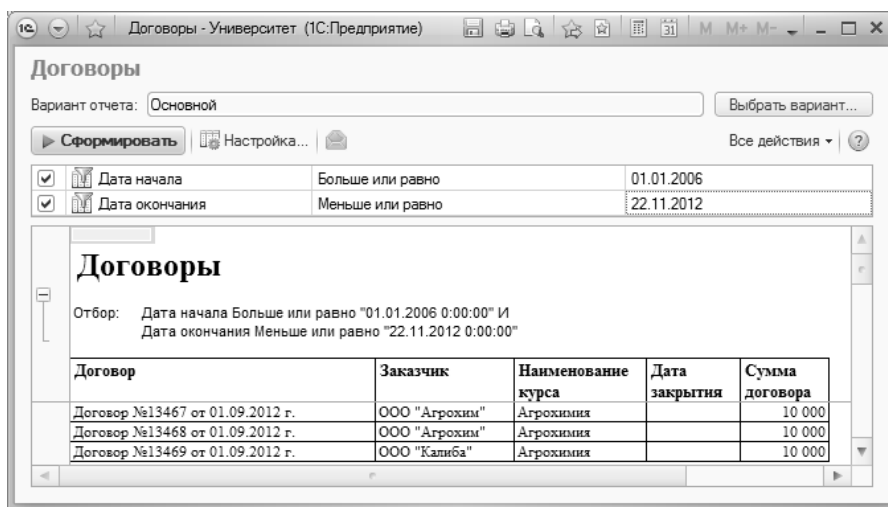 Договоры - Университет (1С:Предприятие)
31 M M+ M-
Договоры
Вариант отчета: Основной Выбрать вариант...
Сформировать Настройка... Все действия ?
Дата начала Больше или равно 01.01.2006
Дата окончания Меньше или равно 22.11.2012
Договоры
Отбор: Дата начала Больше или равно "01.01.2006 0:00:00" И
Дата окончания Меньше или равно "22.11.2012 0:00:00"
Договор Заказчик Наименование Дата Сумма
курса закрытия договора
Договор №13467 от 01.09.2012 г. ООО "Агрохим" Агрохимия 10 000
Договор №13468 от 01.09.2012 г. ООО "Агрохим" Агрохимия 10 000
Договор №13469 от 01.09.2012 г. ООО "Калиба" Агрохимия 10 000